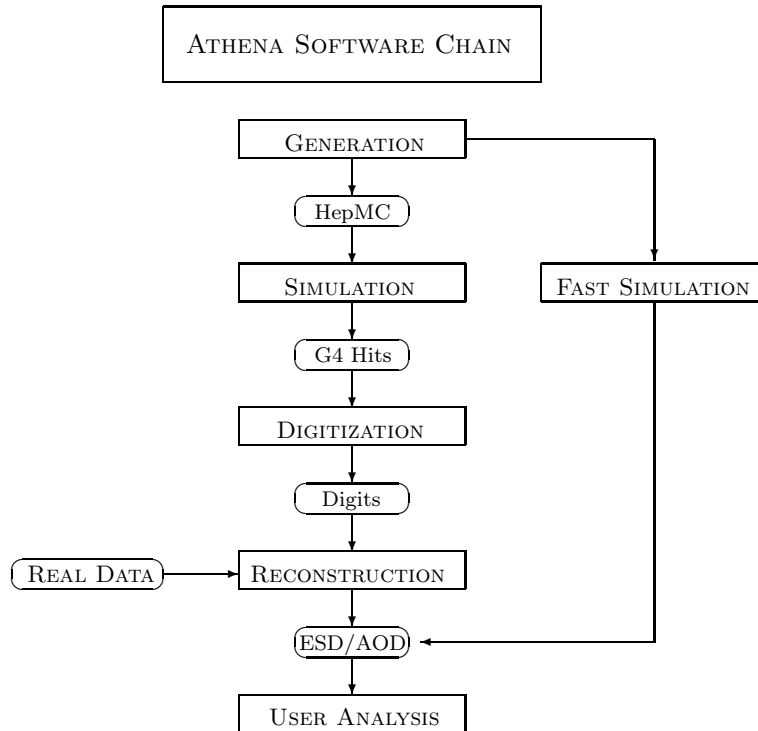 ATHENA SOFTWARE CHAIN
GENERATION
HepMC
SIMULATION
FAST SIMULATION
G4 Hits
DIGITIZATION
Digits
REAL DATA
RECONSTRUCTION
ESD/AOD
USER ANALYSIS